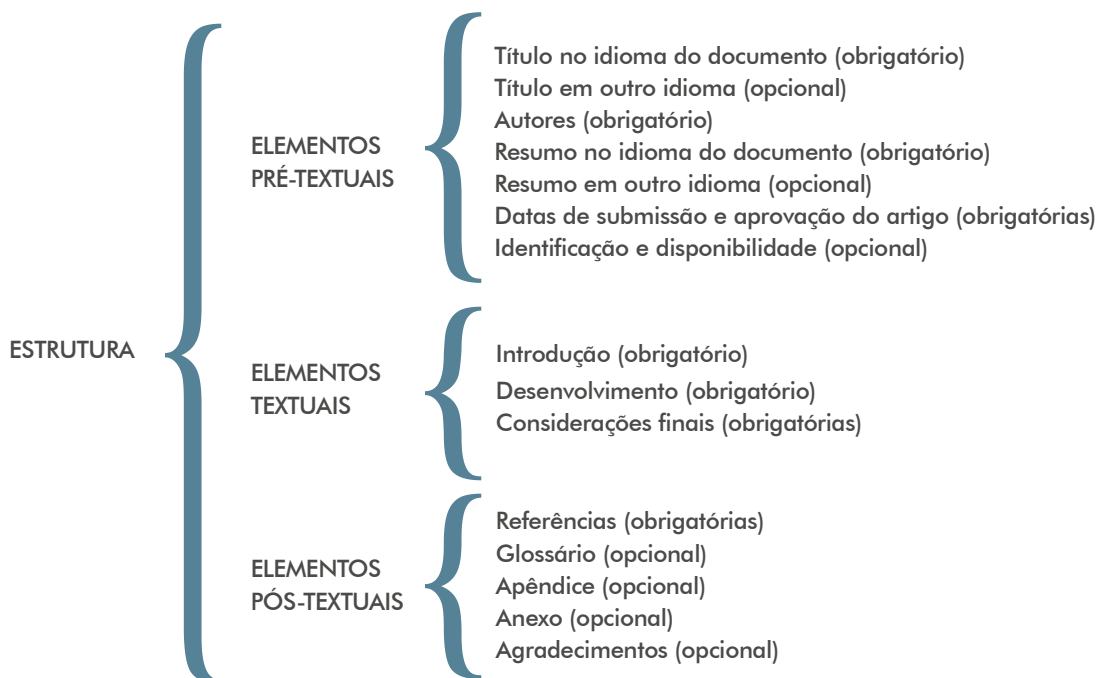 ESTRUTURA
ELEMENTOS
PRÉ-TEXTUAIS
Título no idioma do documento (obrigatório)
Título em outro idioma (opcional)
Autores (obrigatório)
Resumo no idioma do documento (obrigatório)
Resumo em outro idioma (opcional)
Datas de submissão e aprovação do artigo (obrigatórias)
Identificação e disponibilidade (opcional)
ELEMENTOS
TEXTUAIS
Introdução (obrigatório)
Desenvolvimento (obrigatório)
Considerações finais (obrigatórias)
ELEMENTOS
PÓS-TEXTUAIS
Referências (obrigatórias)
Glossário (opcional)
Apêndice (opcional)
Anexo (opcional)
Agradecimentos (opcional)